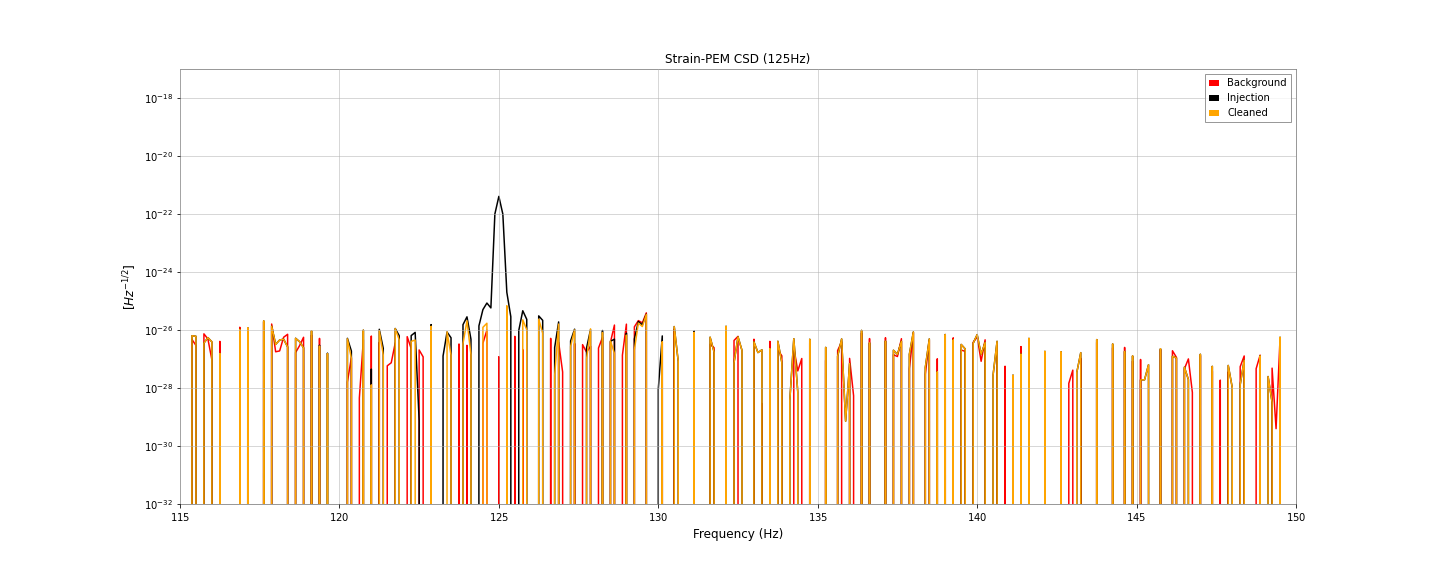 Strain-PEM CSD (125Hz)
Background
Injection
Cleaned
10⁻¹⁸
10⁻²⁰
10⁻²²
10⁻²⁴
10⁻²⁶
10⁻²⁸
10⁻³⁰
10⁻³²
[Hz⁻¹/²]
115 120 125 130 135 140 145 150
Frequency (Hz)